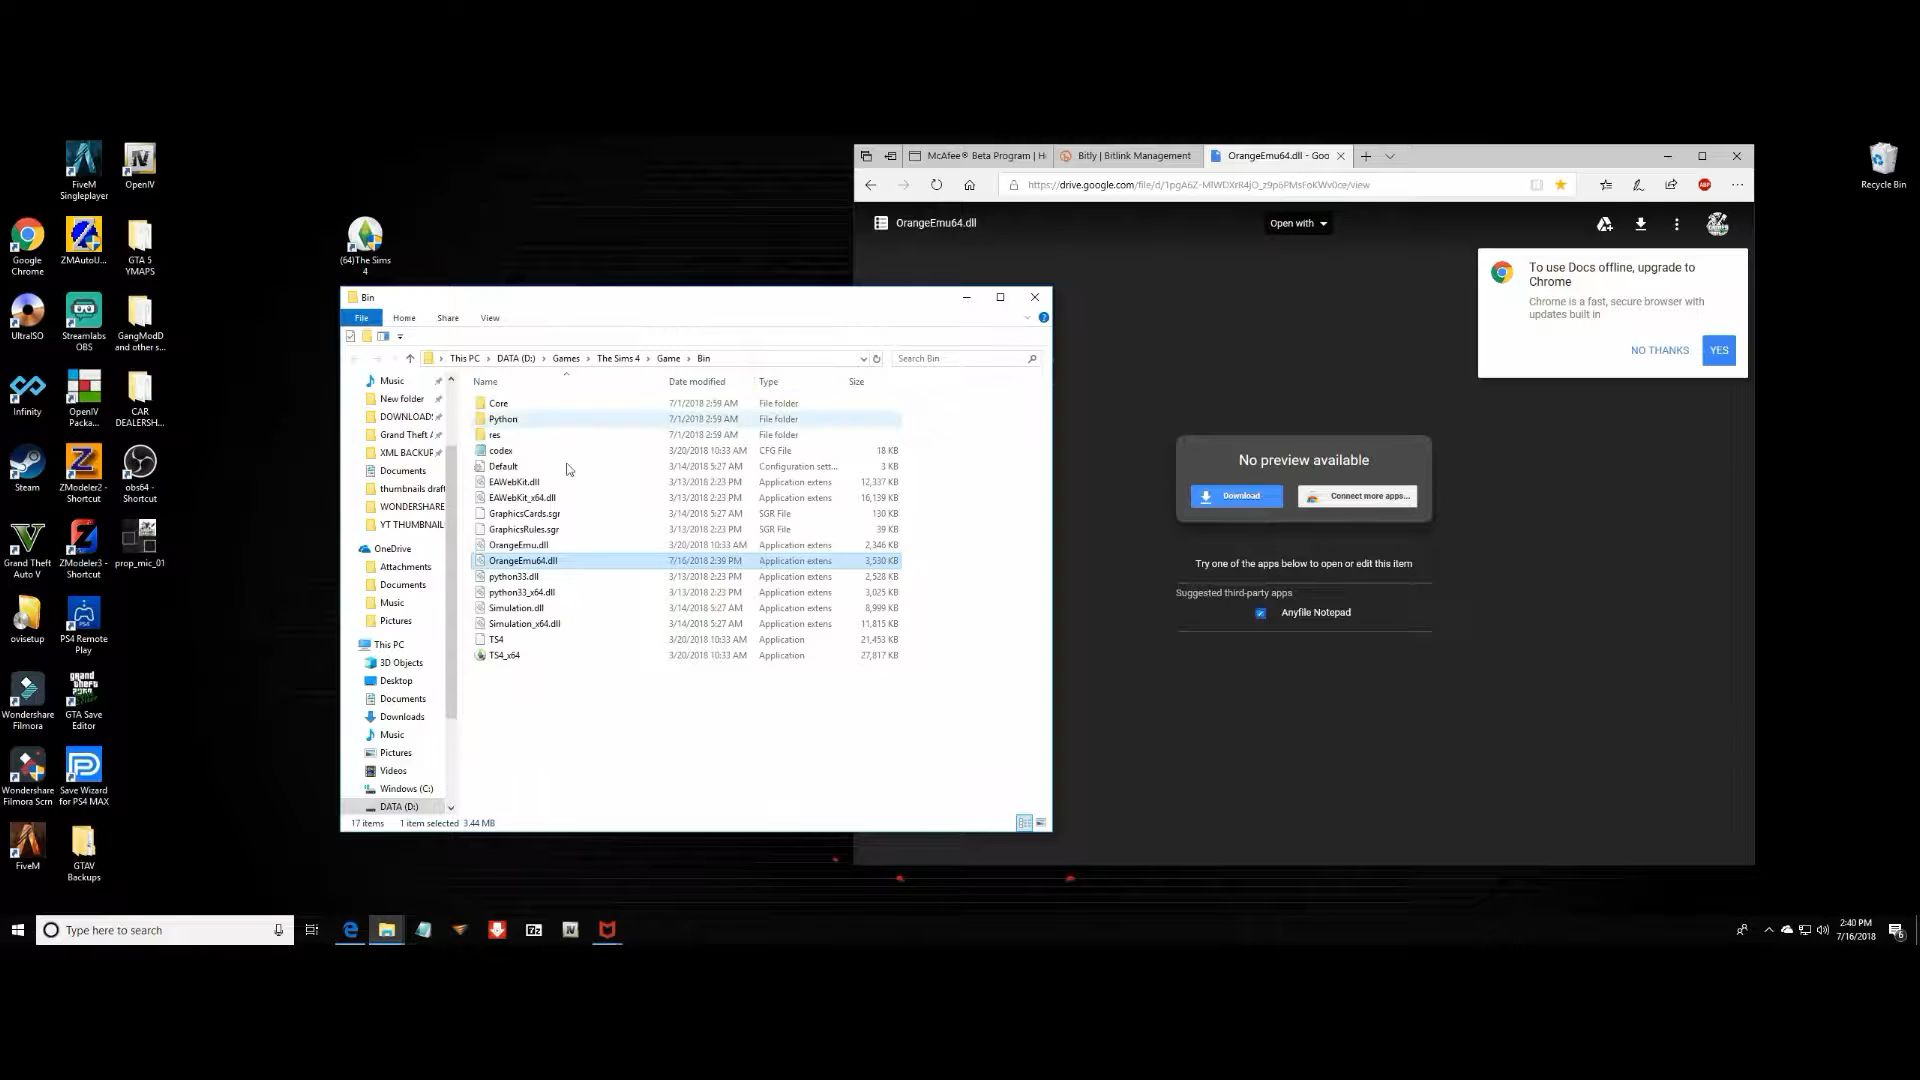 FiveM
Singleplayer
OpenIV
Google
Chrome
ZMAutoU...
GTA 5
YMAPS
UltraISO
Streamlabs
OBS
GangModD
and other s...
Infinity
OpenIV
Packa...
CAR
DEALERSH...
Steam
ZModeler2 -
Shortcut
obs64 -
Shortcut
Grand Theft
Auto V
ZModeler3 -
Shortcut
prop_mic_01
ovisetup
PS4 Remote
Play
Wondershare
Filmora
GTA Save
Editor
Wondershare
Filmora Scrn
Save Wizard
for PS4 MAX
FiveM
GTAV
Backups
(64)The Sims
4
Recycle Bin
Bin
File Home Share View
This PC > DATA (D:) > Games > The Sims 4 > Game > Bin
Search Bin
Music
New folder
DOWNLOAD
Grand Theft
XML BACKUP
Documents
thumbnails draft
WONDERSHARE
YT THUMBNAIL
OneDrive
Attachments
Documents
Music
Pictures
This PC
3D Objects
Desktop
Documents
Downloads
Music
Pictures
Videos
Windows (C:)
DATA (D:)
Name Date modified Type Size
Core 7/1/2018 2:59 AM File folder
Python 7/1/2018 2:59 AM File folder
res 7/1/2018 2:59 AM File folder
codex 3/20/2018 10:33 AM CFG File 18 KB
Default 3/14/2018 5:27 AM Configuration sett... 3 KB
EAWebKit.dll 3/13/2018 2:23 PM Application extens 12,337 KB
EAWebKit_x64.dll 3/13/2018 2:23 PM Application extens 16,139 KB
GraphicsCards.sgr 3/14/2018 5:27 AM SGR File 130 KB
GraphicsRules.sgr 3/13/2018 2:23 PM SGR File 39 KB
OrangeEmu.dll 3/20/2018 10:33 AM Application extens 2,346 KB
OrangeEmu64.dll 7/16/2018 2:39 PM Application extens 3,530 KB
python33.dll 3/13/2018 2:23 PM Application extens 2,528 KB
python33_x64.dll 3/13/2018 2:23 PM Application extens 3,025 KB
Simulation.dll 3/14/2018 5:27 AM Application extens 8,999 KB
Simulation_x64.dll 3/14/2018 5:27 AM Application extens 11,815 KB
TS4 3/20/2018 10:33 AM Application 21,453 KB
TS4_x64 3/20/2018 10:33 AM Application 27,817 KB
17 items 1 item selected 3.44 MB
McAfee® Beta Program | H
Bitly | Bitlink Management
OrangeEmu64.dll - Goo
ABP
OrangeEmu64.dll
Open with
To use Docs offline, upgrade to
Chrome
Chrome is a fast, secure browser with
updates built in
NO THANKS YES
No preview available
Download
Connect more apps...
Try one of the apps below to open or edit this item
Suggested third-party apps
Anyfile Notepad
Type here to search
7z
2:40 PM
7/16/2018
6